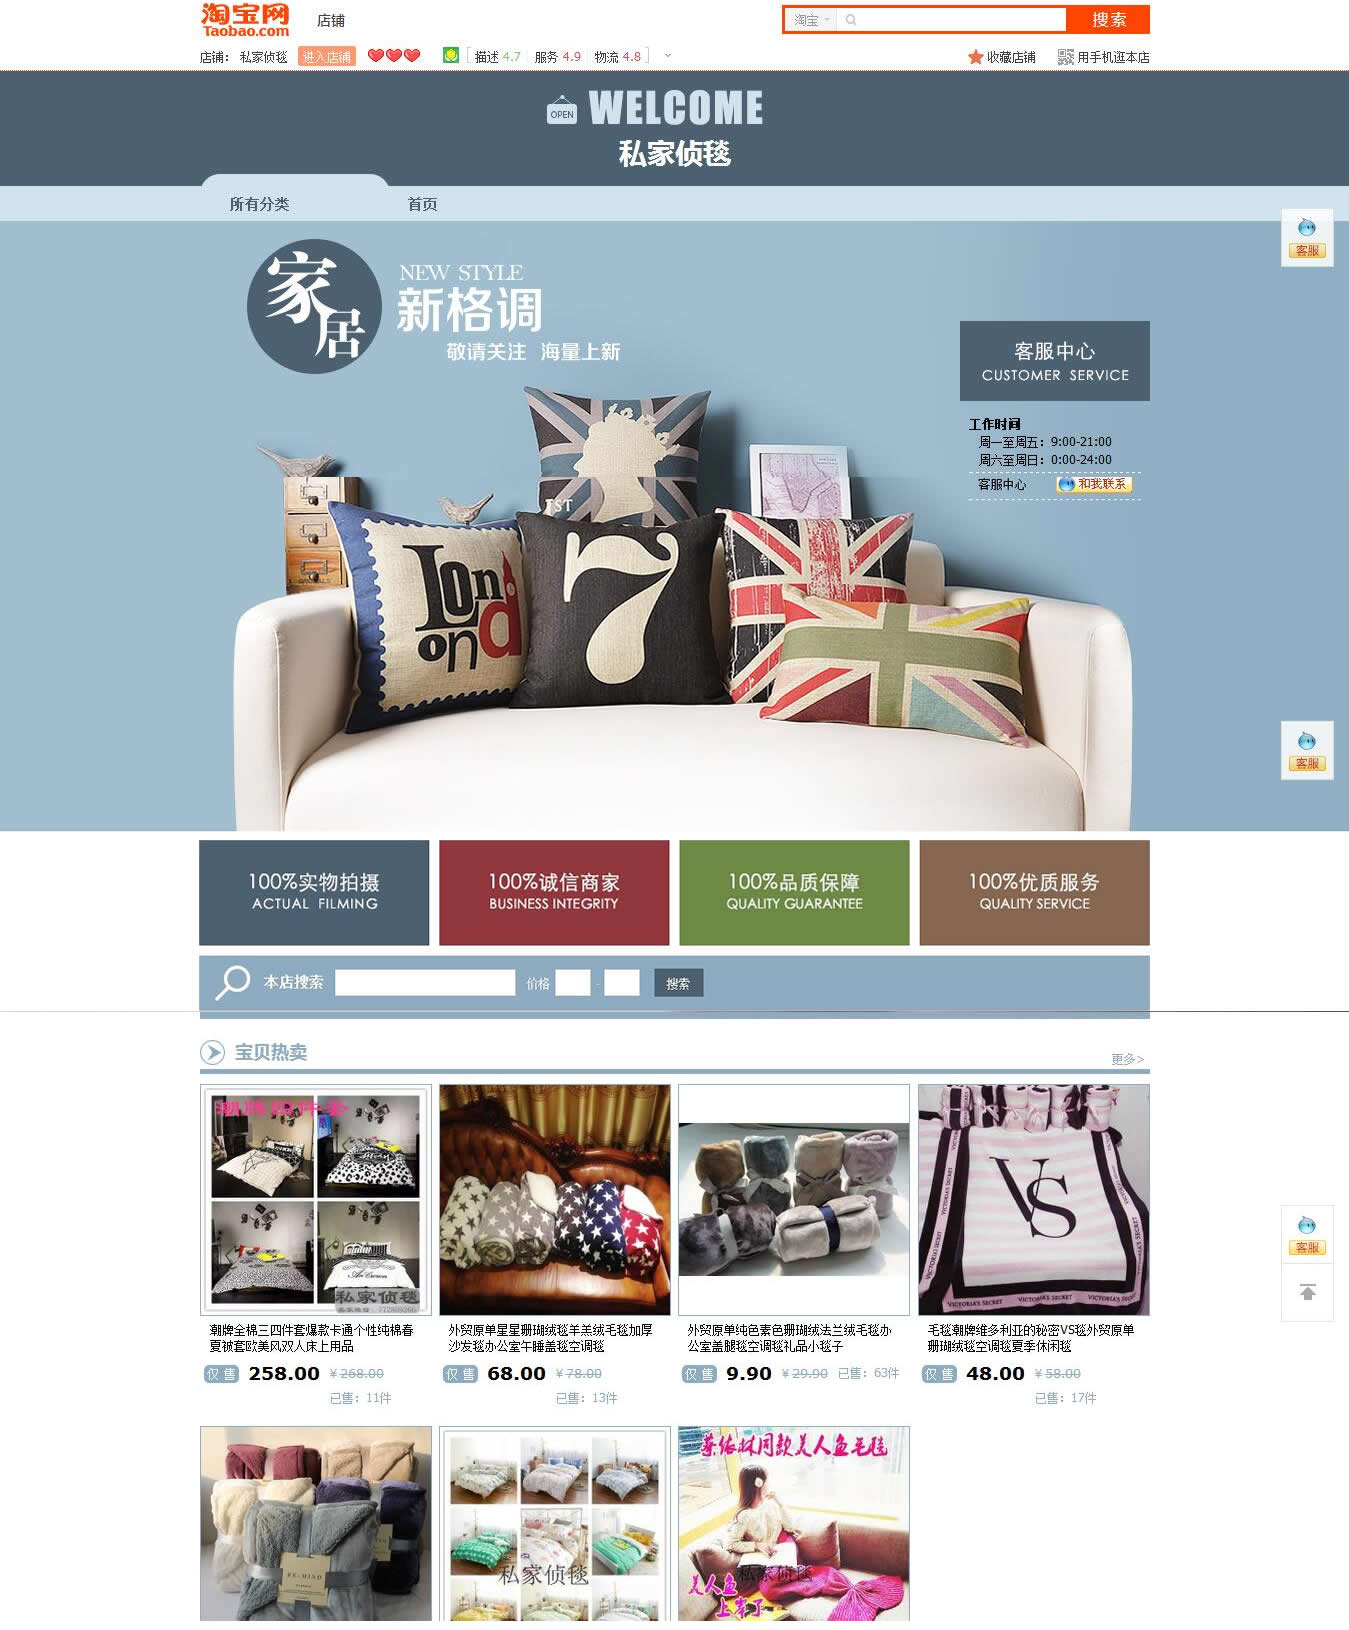 淘宝网
Taobao.com
店铺
淘宝
搜索
店铺： 私家侦毯 进入店铺 描述 4.7 服务 4.9 物流 4.8
收藏店铺 用手机逛本店
OPEN WELCOME
私家侦毯
所有分类 首页
客服
家居
NEW STYLE
新格调
敬请关注 海量上新
客服中心
CUSTOMER SERVICE
工作时间
周一至周五：9:00-21:00
周六至周日：0:00-24:00
客服中心 和我联系
London
7
客服
100%实物拍摄
ACTUAL FILMING
100%诚信商家
BUSINESS INTEGRITY
100%品质保障
QUALITY GUARANTEE
100%优质服务
QUALITY SERVICE
本店搜索 价格 - 搜索
宝贝热卖
更多>
潮牌四件套
私家侦毯
VS
VICTORIA'S SECRET
客服
潮牌全棉三四件套爆款卡通个性纯棉春
夏被套欧美风双人床上用品
仅售 258.00 ¥268.00
已售：11件
外贸原单星星珊瑚绒毯羊羔绒毛毯加厚
沙发毯办公室午睡盖毯空调毯
仅售 68.00 ¥78.00
已售：13件
外贸原单纯色素色珊瑚绒法兰绒毛毯办
公室盖腿毯空调毯礼品小毯子
仅售 9.90 ¥29.90 已售：63件
毛毯潮牌维多利亚的秘密VS毯外贸原单
珊瑚绒毯空调毯夏季休闲毯
仅售 48.00 ¥58.00
已售：17件
RE-MIND
私家侦毯
蔡依林同款美人鱼毛毯
私家侦毯
美人鱼
上岸了